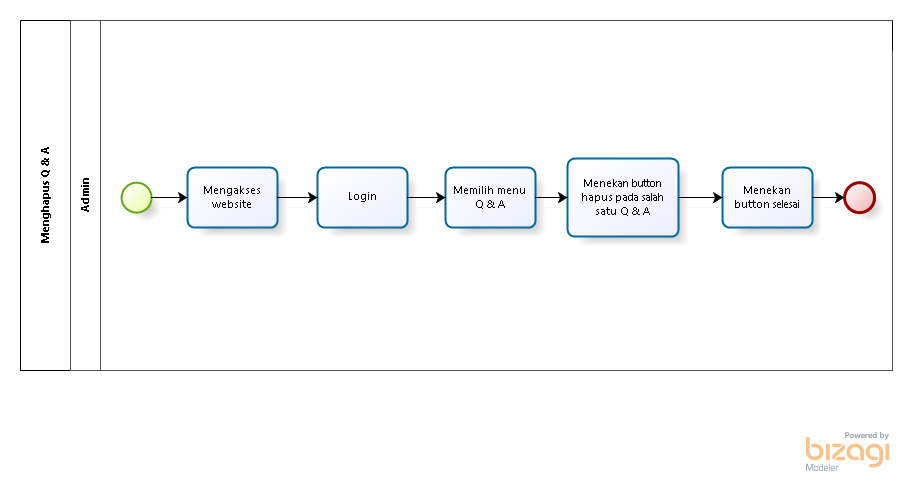 Menghapus Q & A
Admin
Mengakses
website
Login
Memilih menu
Q & A
Menekan button
hapus pada salah
satu Q & A
Menekan
button selesai
Powered by
bizagi
Modeler